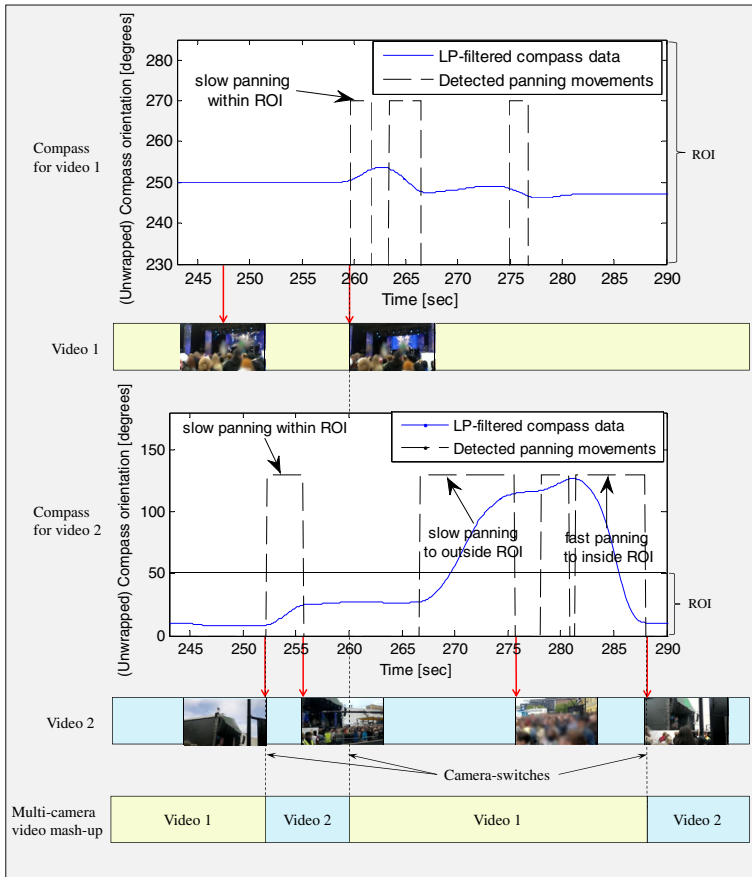 285
280
270
260
250
240
230
(Unwrapped) Compass orientation [degrees]
LP-filtered compass data
Detected panning movements
slow panning
within ROI
ROI
Compass
for video 1
245
250
255
260
265
270
275
280
285
290
Time [sec]
Video 1
150
100
50
0
(Unwrapped) Compass orientation [degrees]
LP-filtered compass data
Detected panning movements
slow panning within ROI
Compass
for video 2
slow panning
to outside ROI
fast panning
to inside ROI
ROI
245
250
255
260
265
270
275
280
285
290
Time [sec]
Video 2
Camera-switches
Multi-camera
video mash-up
Video 1
Video 2
Video 1
Video 2